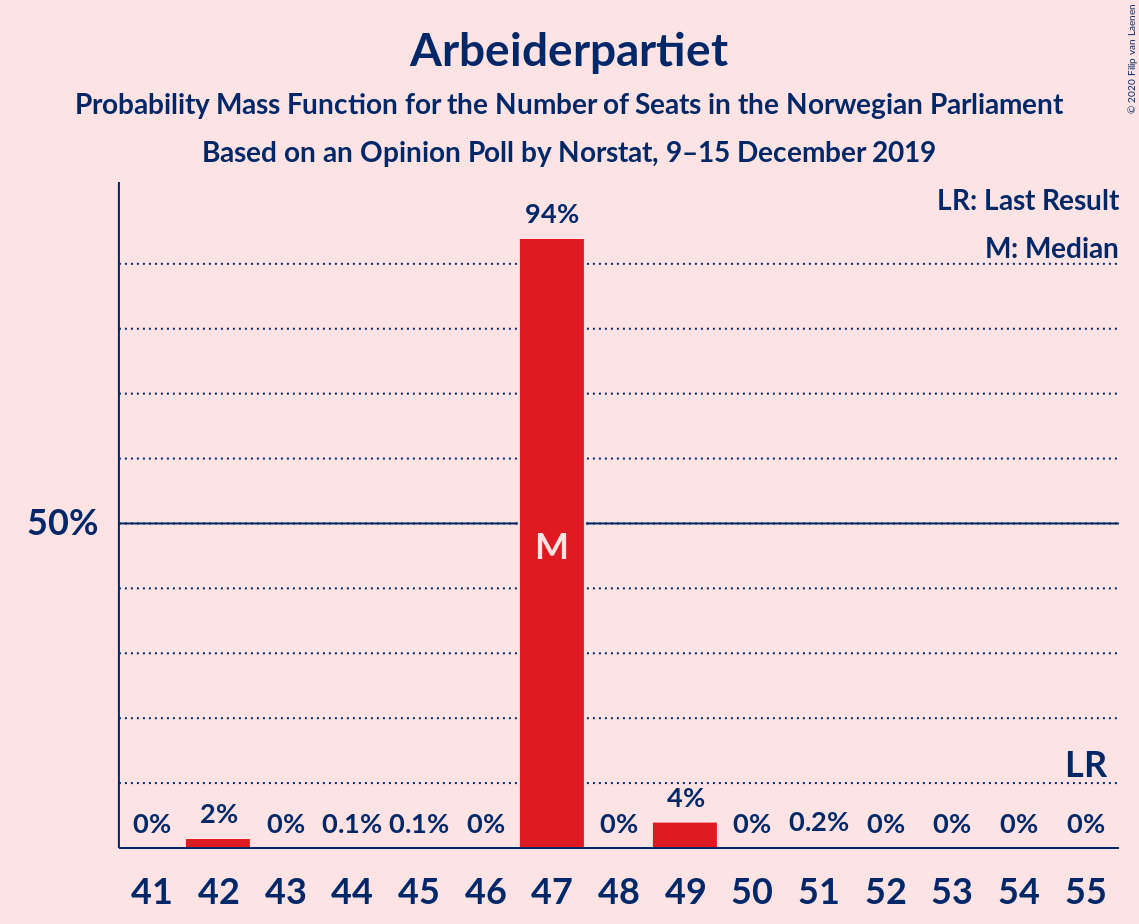 Arbeiderpartiet
Probability Mass Function for the Number of Seats in the Norwegian Parliament
Based on an Opinion Poll by Norstat, 9–15 December 2019
© 2020 Filip van Laenen
LR: Last Result
M: Median
94%
50%
M
LR
0% 2% 0% 0.1% 0.1% 0% 0% 4% 0% 0.2% 0% 0% 0% 0%
41 42 43 44 45 46 47 48 49 50 51 52 53 54 55